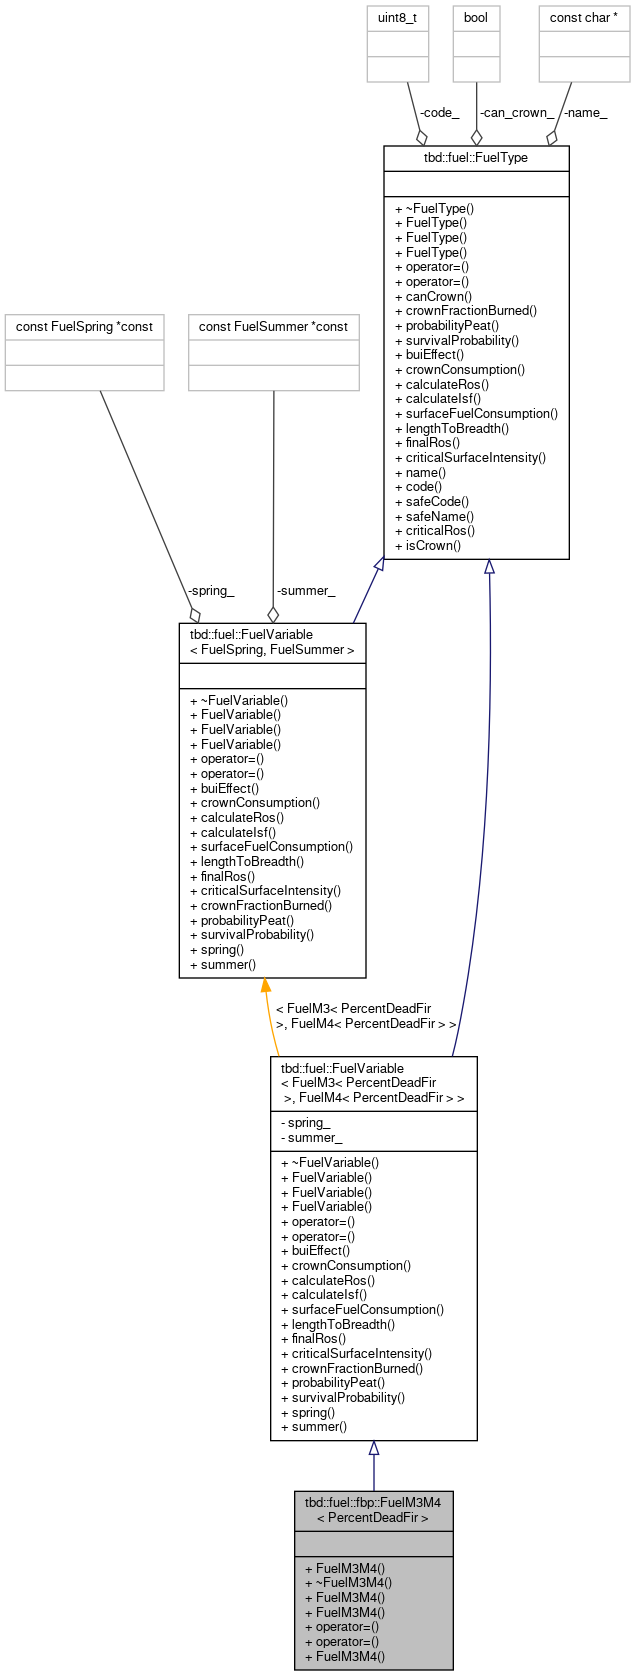 uint8_t
bool
const char *
-code_
-can_crown_
-name_
tbd::fuel::FuelType
+ ~FuelType()
+ FuelType()
+ FuelType()
+ FuelType()
+ operator=()
+ operator=()
+ canCrown()
+ crownFractionBurned()
+ probabilityPeat()
+ survivalProbability()
+ buiEffect()
+ crownConsumption()
+ calculateRos()
+ calculateIsf()
+ surfaceFuelConsumption()
+ lengthToBreadth()
+ finalRos()
+ criticalSurfaceIntensity()
+ name()
+ code()
+ safeCode()
+ safeName()
+ criticalRos()
+ isCrown()
const FuelSpring *const
const FuelSummer *const
-spring_
-summer_
tbd::fuel::FuelVariable
< FuelSpring, FuelSummer >
+ ~FuelVariable()
+ FuelVariable()
+ FuelVariable()
+ FuelVariable()
+ operator=()
+ operator=()
+ buiEffect()
+ crownConsumption()
+ calculateRos()
+ calculateIsf()
+ surfaceFuelConsumption()
+ lengthToBreadth()
+ finalRos()
+ criticalSurfaceIntensity()
+ crownFractionBurned()
+ probabilityPeat()
+ survivalProbability()
+ spring()
+ summer()
< FuelM3< PercentDeadFir
>, FuelM4< PercentDeadFir > >
tbd::fuel::FuelVariable
< FuelM3< PercentDeadFir
>, FuelM4< PercentDeadFir > >
- spring_
- summer_
+ ~FuelVariable()
+ FuelVariable()
+ FuelVariable()
+ FuelVariable()
+ operator=()
+ operator=()
+ buiEffect()
+ crownConsumption()
+ calculateRos()
+ calculateIsf()
+ surfaceFuelConsumption()
+ lengthToBreadth()
+ finalRos()
+ criticalSurfaceIntensity()
+ crownFractionBurned()
+ probabilityPeat()
+ survivalProbability()
+ spring()
+ summer()
tbd::fuel::fbp::FuelM3M4
< PercentDeadFir >
+ FuelM3M4()
+ ~FuelM3M4()
+ FuelM3M4()
+ FuelM3M4()
+ operator=()
+ operator=()
+ FuelM3M4()